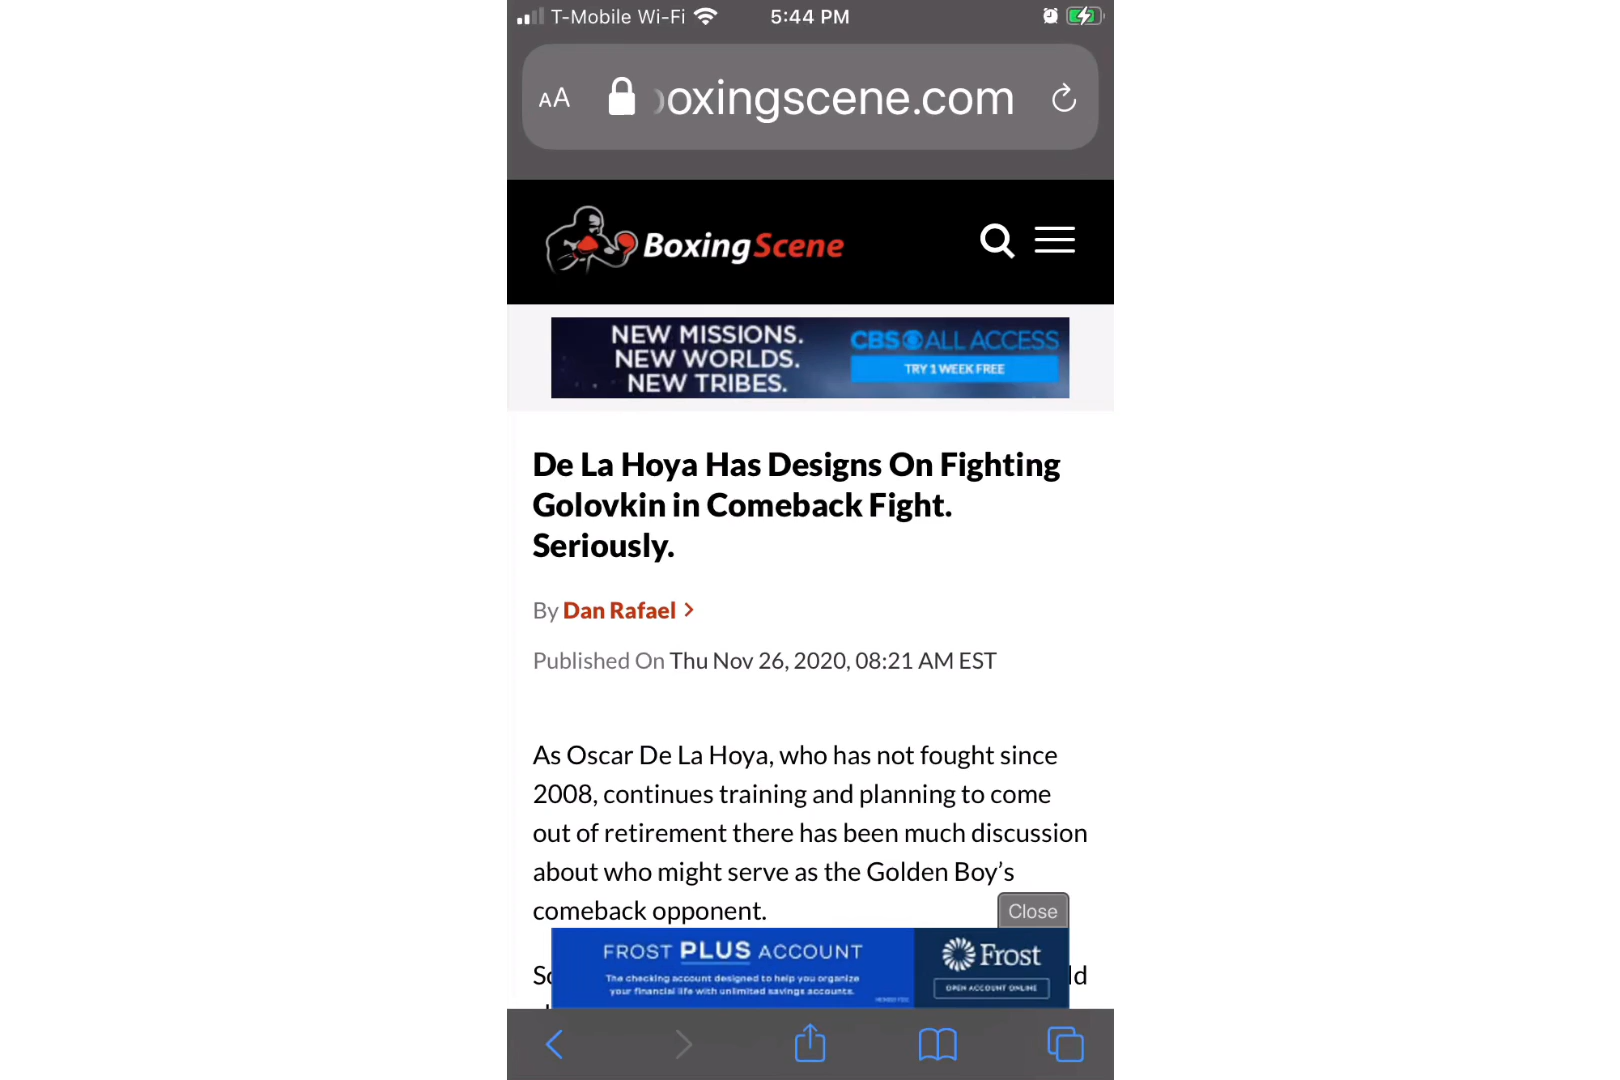 T-Mobile Wi-Fi 5:44 PM
AA oxingscene.com
BoxingScene
NEW MISSIONS.
NEW WORLDS.
NEW TRIBES.
CBS ALL ACCESS
TRY 1 WEEK FREE
De La Hoya Has Designs On Fighting
Golovkin in Comeback Fight.
Seriously.
By Dan Rafael >
Published On Thu Nov 26, 2020, 08:21 AM EST
As Oscar De La Hoya, who has not fought since
2008, continues training and planning to come
out of retirement there has been much discussion
about who might serve as the Golden Boy’s
comeback opponent.
Close
FROST PLUS ACCOUNT
The checking account designed to help you organize
your financial life with unlimited savings accounts.
MEMBER FDIC
Frost
OPEN ACCOUNT ONLINE